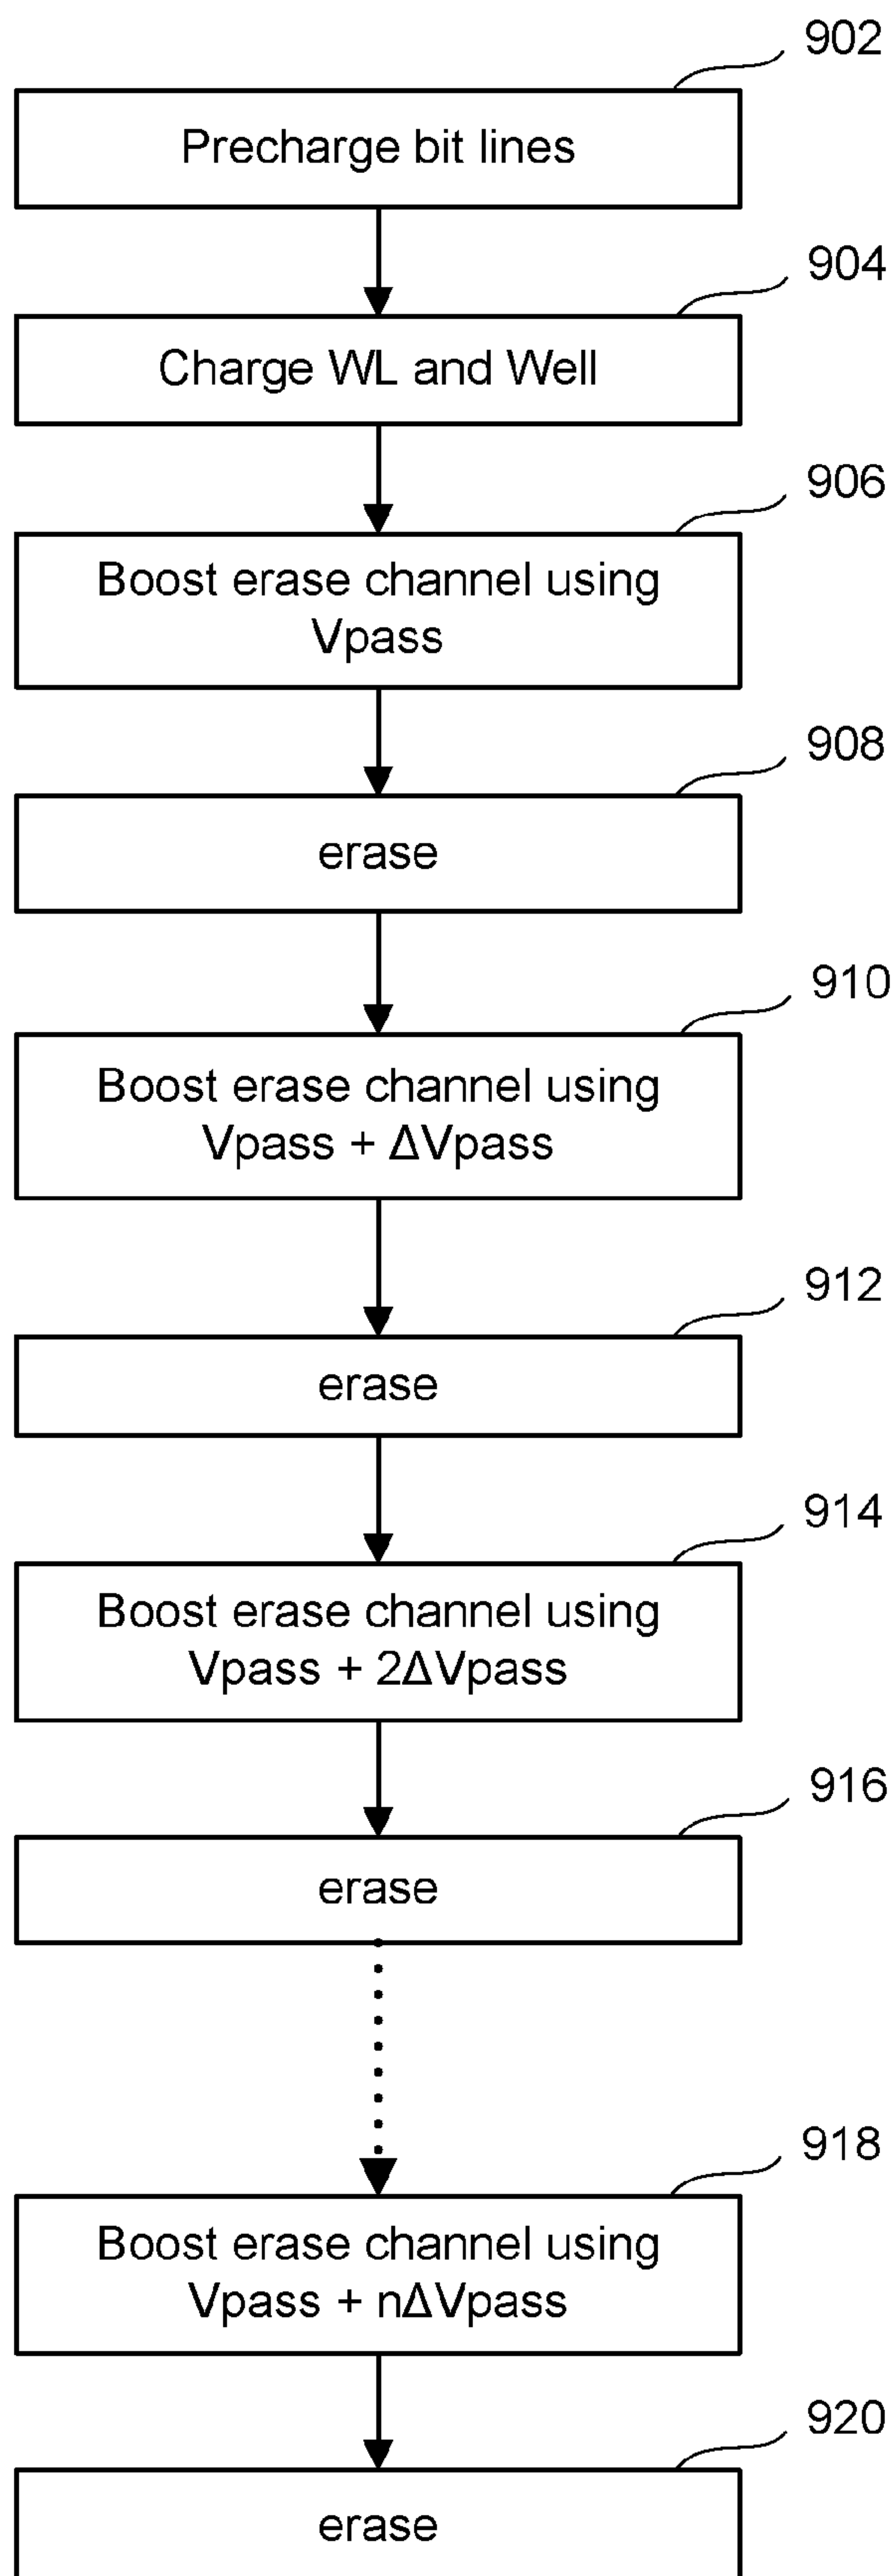 902
Precharge bit lines
904
Charge WL and Well
906
Boost erase channel using
Vpass
908
erase
910
Boost erase channel using
Vpass + ΔVpass
912
erase
914
Boost erase channel using
Vpass + 2ΔVpass
916
erase
918
Boost erase channel using
Vpass + nΔVpass
920
erase